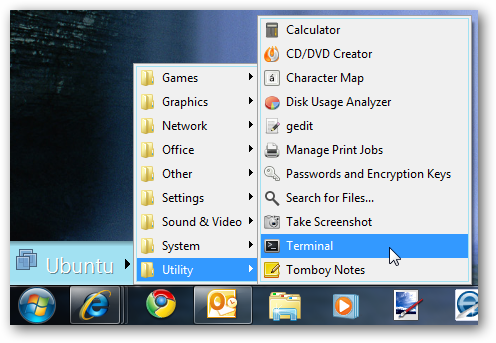 Ubuntu
Games
Graphics
Network
Office
Other
Settings
Sound & Video
System
Utility
Calculator
CD/DVD Creator
Character Map
Disk Usage Analyzer
gedit
Manage Print Jobs
Passwords and Encryption Keys
Search for Files...
Take Screenshot
Terminal
Tomboy Notes